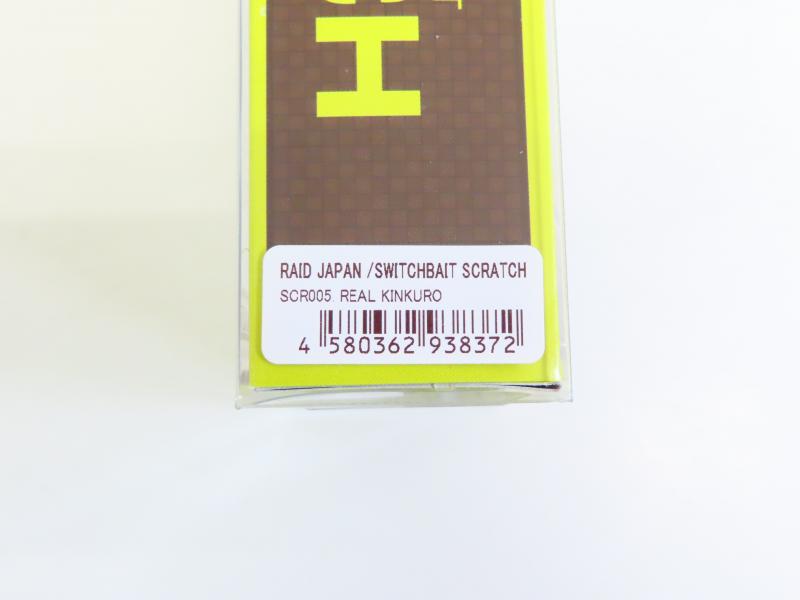 H
RAID JAPAN /SWITCHBAIT SCRATCH
SCR005. REAL KINKURO
4 580362 938372